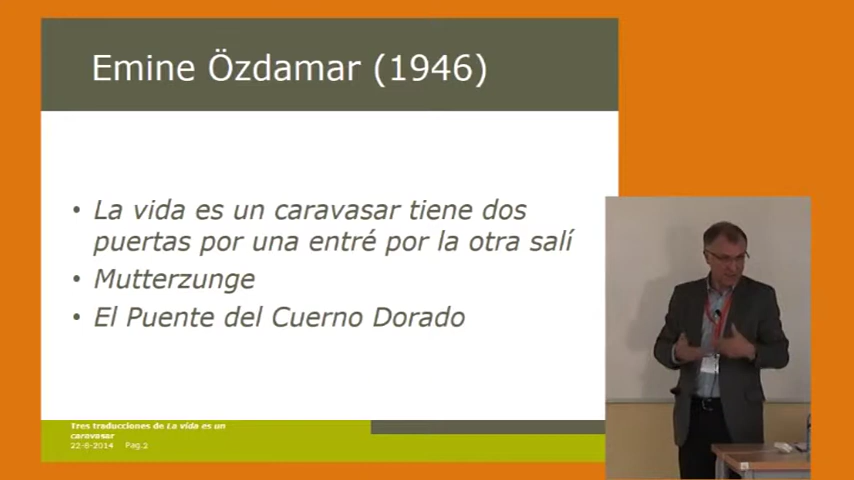 Emine Özdamar (1946)
• La vida es un caravasar tiene dos
puertas por una entré por la otra salí
• Mutterzunge
• El Puente del Cuerno Dorado
Tres traducciones de La vida es un
caravasar
22-8-2014 Pag.2